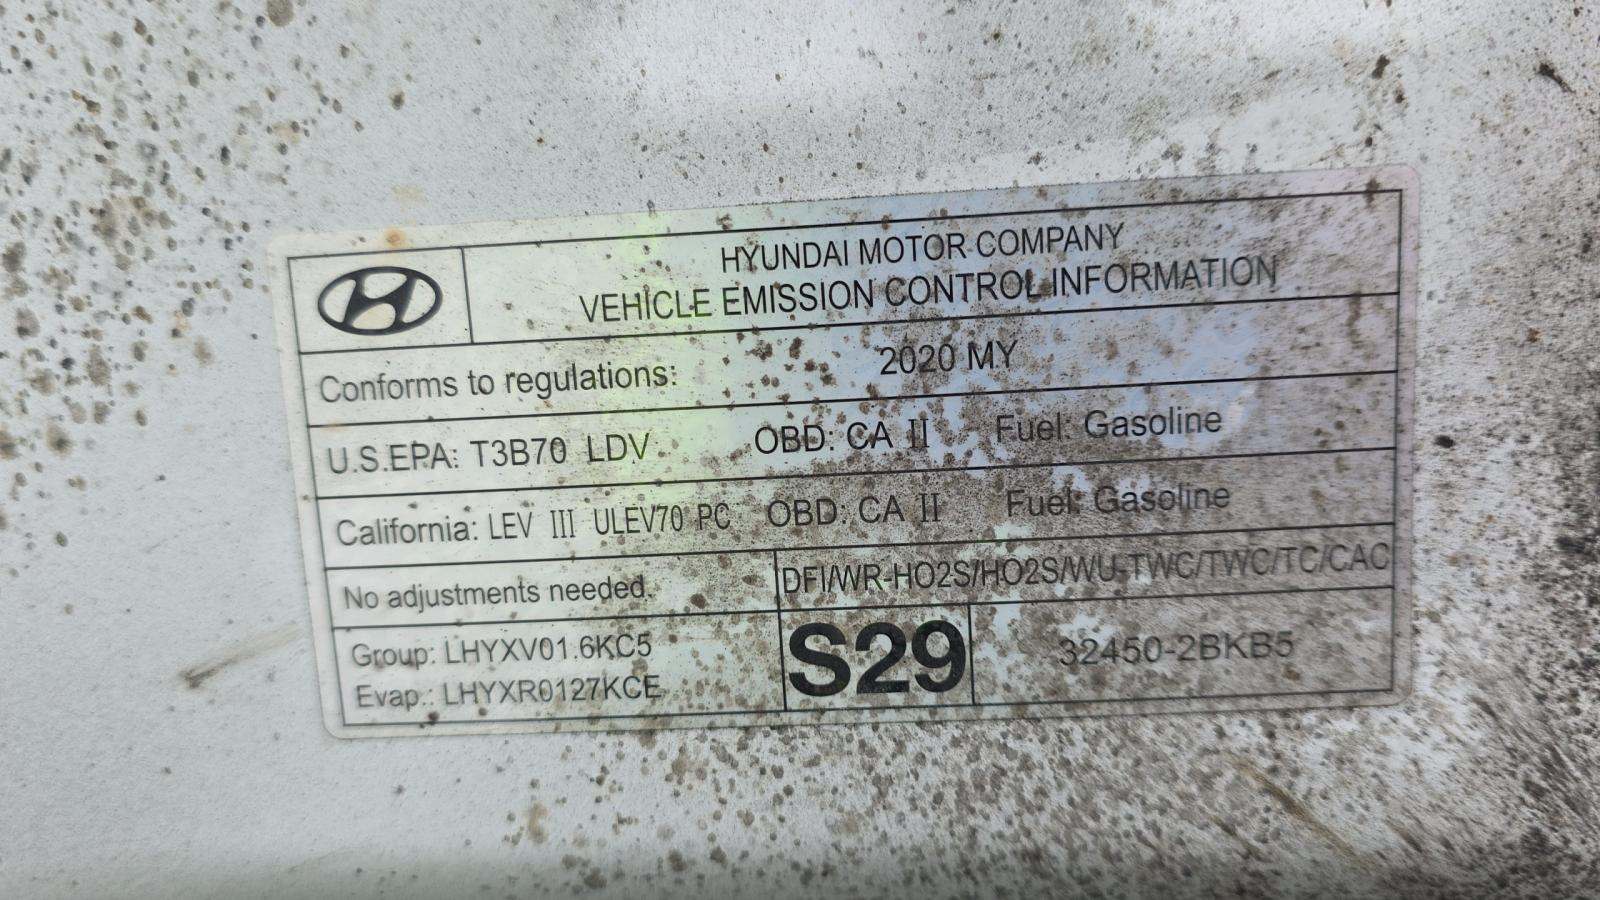 HYUNDAI MOTOR COMPANY
VEHICLE EMISSION CONTROL INFORMATION
Conforms to regulations: 2020 MY
U.S.EPA: T3B70 LDV OBD: CA II Fuel: Gasoline
California: LEV III ULEV70 PC OBD: CA II Fuel: Gasoline
No adjustments needed. DFI/WR-HO2S/HO2S/WU-TWC/TWC/TC/CAC
Group: LHYXV01.6KC5
Evap.: LHYXR0127KCE
S29
32450-2BKB5